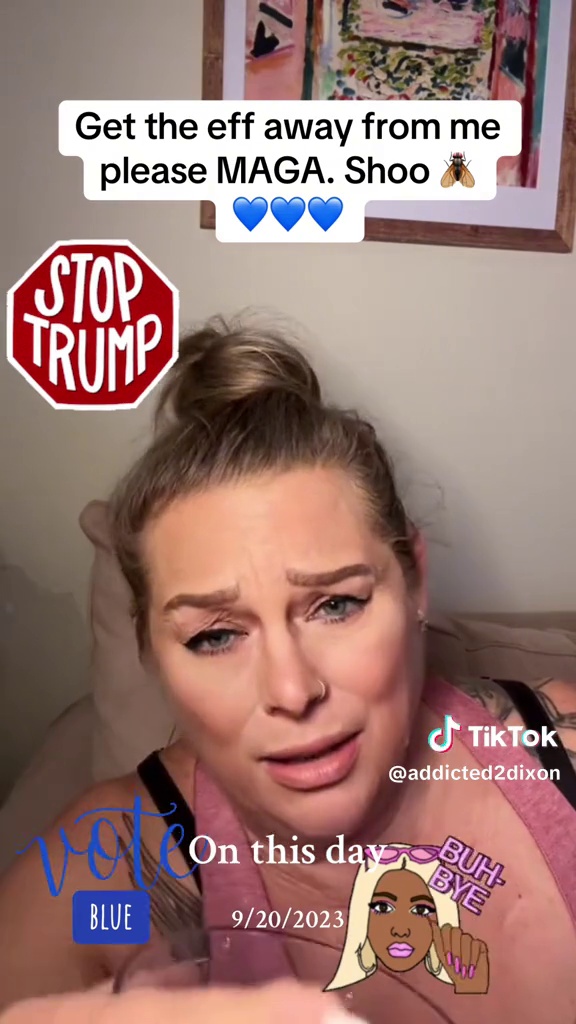 Get the eff away from me
please MAGA. Shoo 🪰
💙💙💙
STOP
TRUMP
TikTok
@addicted2dixon
vote
BLUE
On this day
9/20/2023
BUH-
BYE